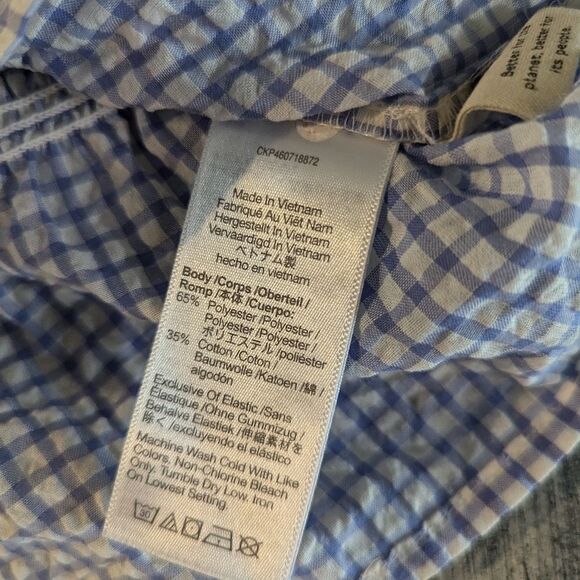 Better for the
planet, better for
its people.
CKP460718872
Made In Vietnam
Fabriqué Au Viêt Nam
Hergestellt In Vietnam
Vervaardigd In Vietnam
ベトナム製
hecho en vietnam
Body /Corps /Oberteil /
Romp /本体 /Cuerpo:
65% Polyester /Polyester /
Polyester /Polyester /
ポリエステル /poliéster
35% Cotton /Coton /
Baumwolle /Katoen /綿 /
algodón
Exclusive Of Elastic /Sans
Élastique /Ohne Gummizug /
Behalve Elastiek /伸縮素材を
除く /excluyendo el elástico
Machine Wash Cold With Like
Colors. Non-Chlorine Bleach
Only. Tumble Dry Low. Iron
On Lowest Setting.
30